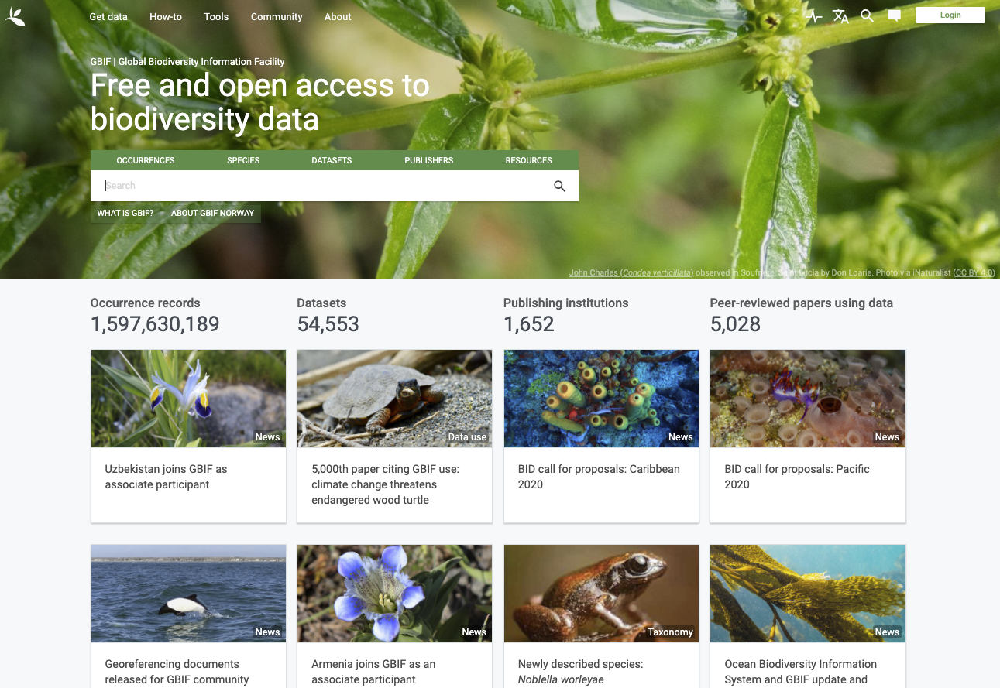 Get data How-to Tools Community About Login
GBIF | Global Biodiversity Information Facility
Free and open access to
biodiversity data
OCCURRENCES SPECIES DATASETS PUBLISHERS RESOURCES
Search
WHAT IS GBIF? ABOUT GBIF NORWAY
John Charles (Condea verticillata) observed in Soufrière, Saint Lucia by Don Loarie. Photo via iNaturalist (CC BY 4.0)
Occurrence records Datasets Publishing institutions Peer-reviewed papers using data
1,597,630,189 54,553 1,652 5,028
News Data use News News
Uzbekistan joins GBIF as
associate participant
5,000th paper citing GBIF use:
climate change threatens
endangered wood turtle
BID call for proposals: Caribbean
2020
BID call for proposals: Pacific
2020
News News Taxonomy News
Georeferencing documents
released for GBIF community
Armenia joins GBIF as an
associate participant
Newly described species:
Noblella worleyae
Ocean Biodiversity Information
System and GBIF update and